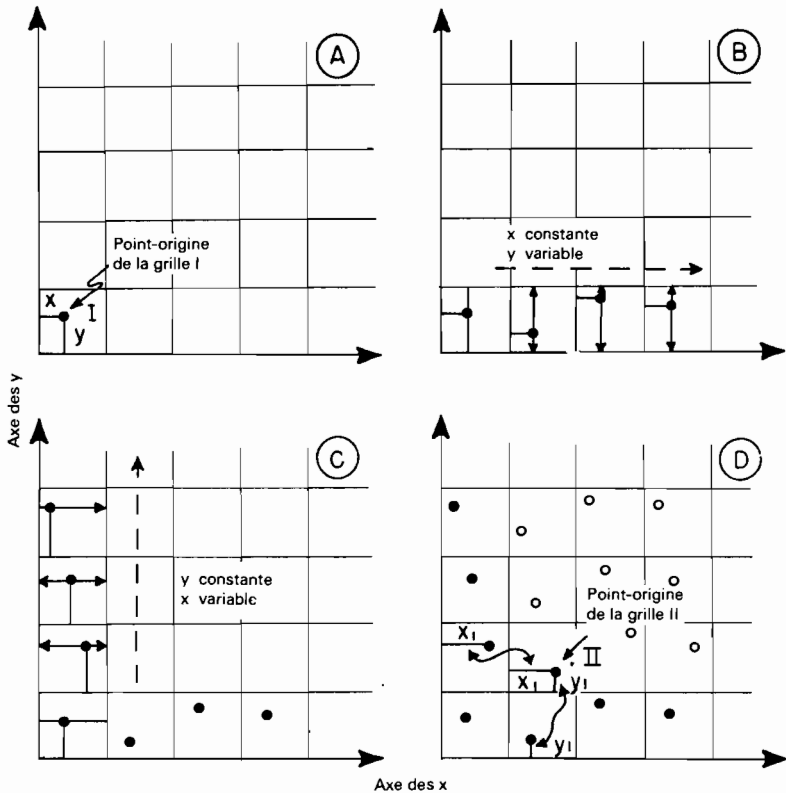 A
Point-origine
de la grille I
x
I
y
B
x constante
y variable
Axe des y
C
y constante
x variable
D
Point-origine
de la grille II
x₁
II
x₁
y₁
y₁
Axe des x